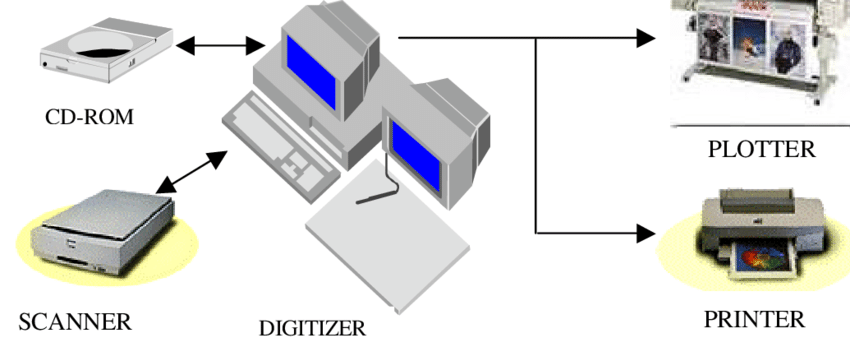 CD-ROM
PLOTTER
SCANNER
DIGITIZER
PRINTER